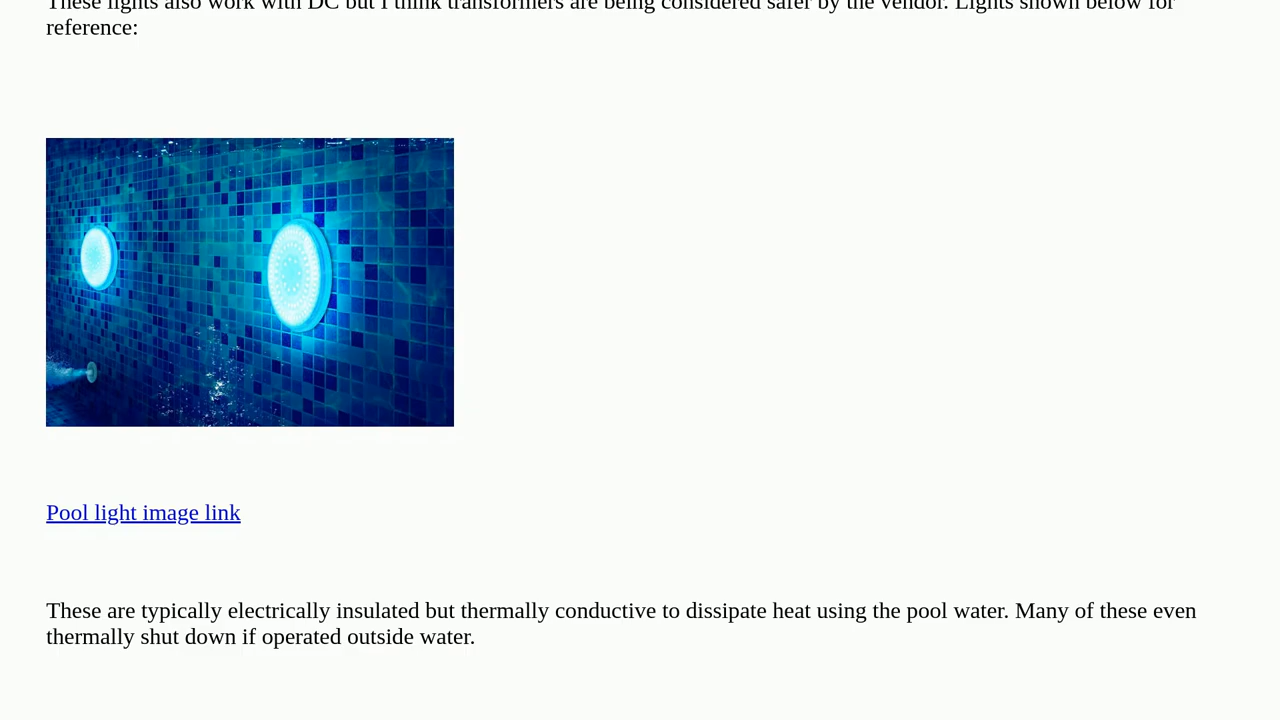 These lights also work with DC but I think transformers are being considered safer by the vendor. Lights shown below for
reference:
Pool light image link
These are typically electrically insulated but thermally conductive to dissipate heat using the pool water. Many of these even
thermally shut down if operated outside water.